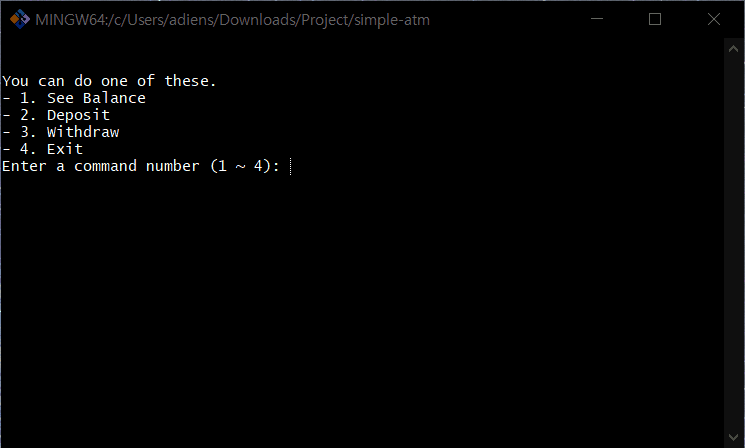 MINGW64:/c/Users/adiens/Downloads/Project/simple-atm
You can do one of these.
- 1. See Balance
- 2. Deposit
- 3. Withdraw
- 4. Exit
Enter a command number (1 ~ 4):